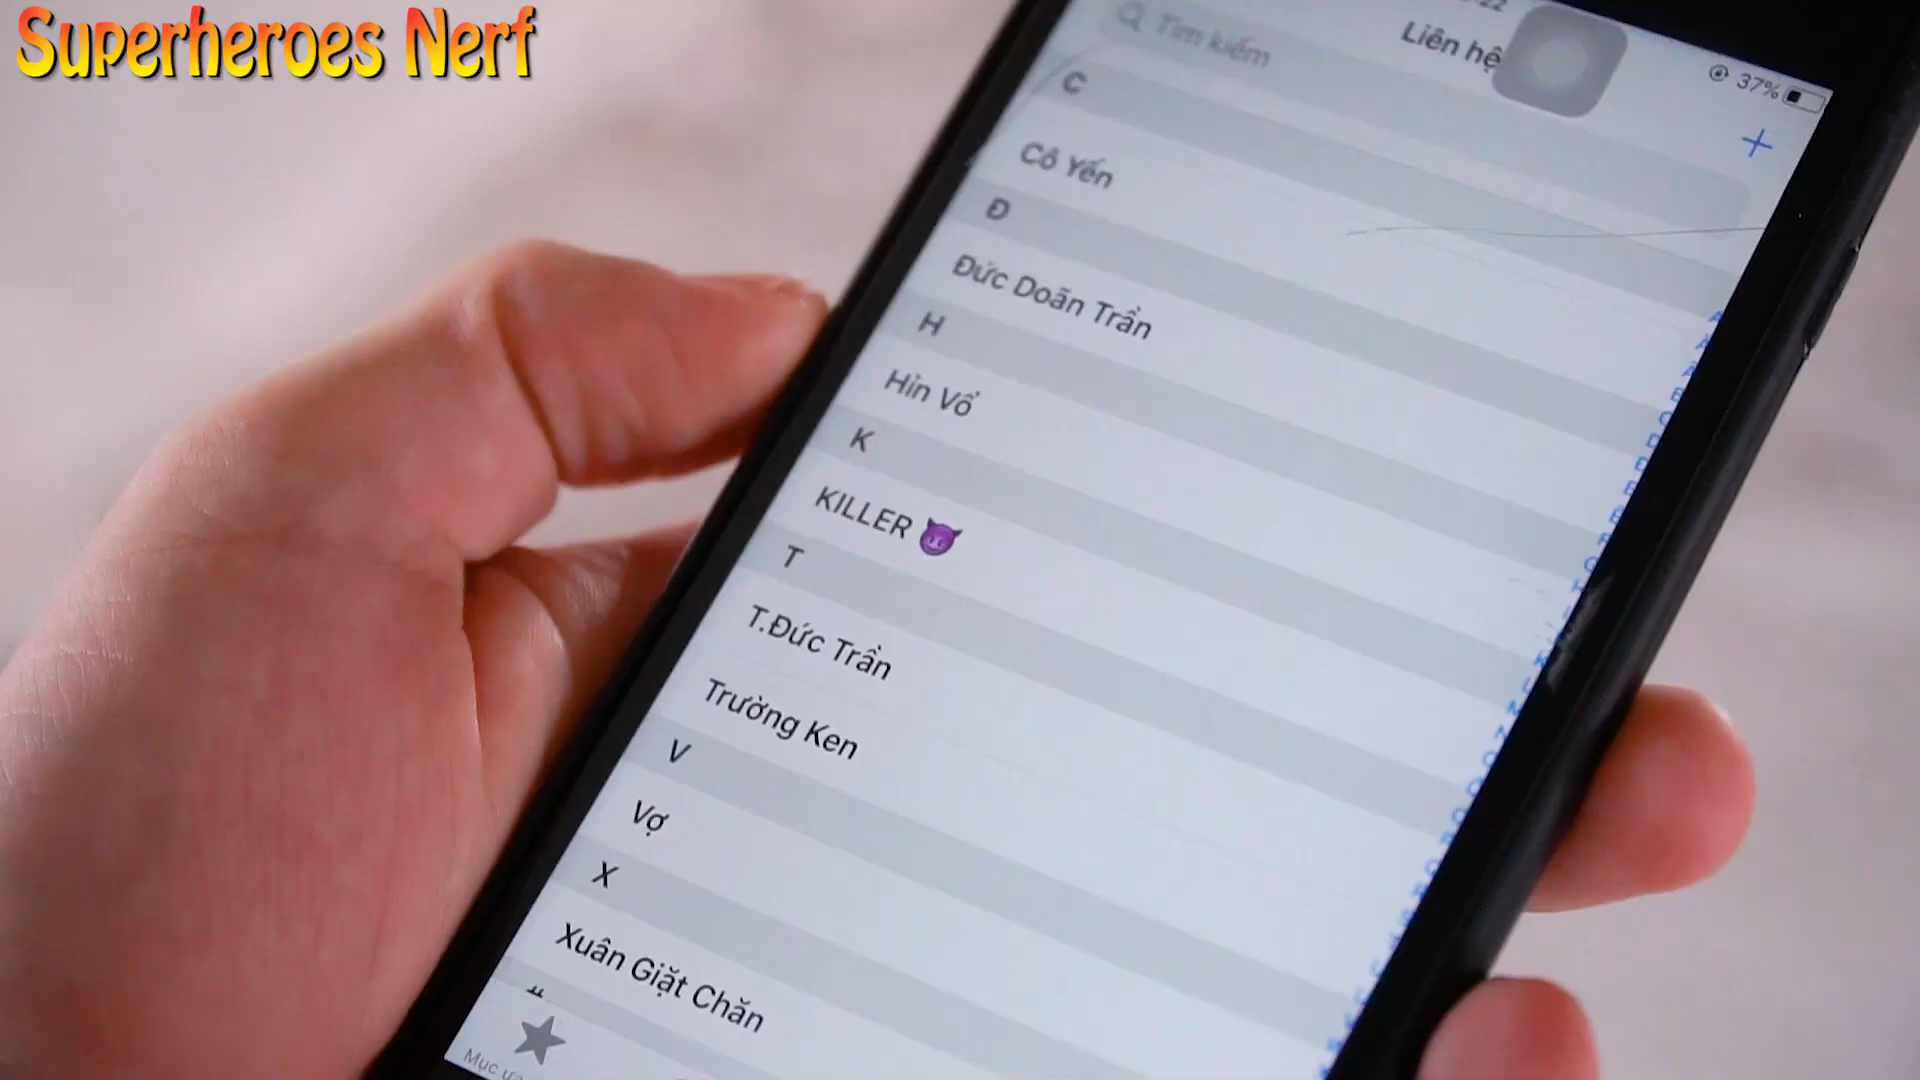 Superheroes Nerf
Liên hệ
37%
Tìm kiếm
+
C
Cô Yến
Đ
Đức Doãn Trần
H
Hìn Vổ
K
KILLER 😈
T
T.Đức Trần
Trường Ken
V
Vợ
X
Xuân Giặt Chăn
#